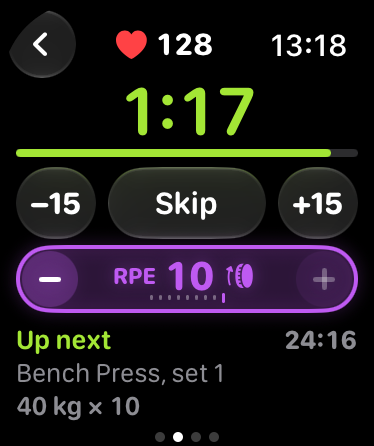 128 13:18
1:17
–15 Skip +15
RPE 10
Up next 24:16
Bench Press, set 1
40 kg × 10